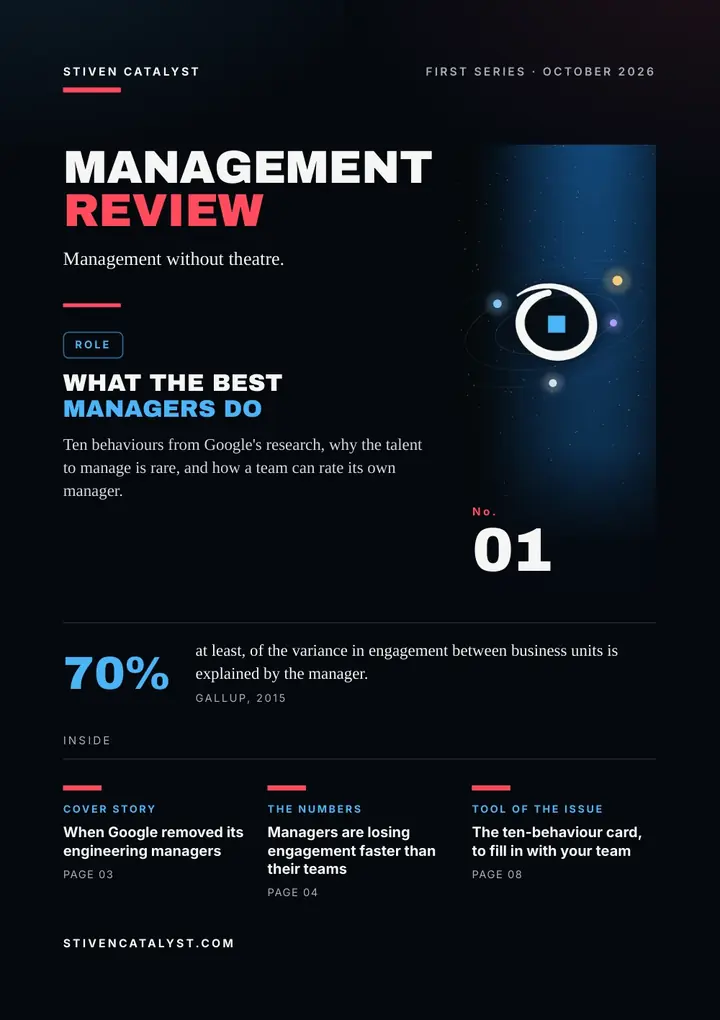 STIVEN CATALYST
FIRST SERIES · OCTOBER 2026
MANAGEMENT
REVIEW
Management without theatre.
ROLE
WHAT THE BEST
MANAGERS DO
Ten behaviours from Google's research, why the talent
to manage is rare, and how a team can rate its own
manager.
No.
01
70%
at least, of the variance in engagement between business units is
explained by the manager.
GALLUP, 2015
INSIDE
COVER STORY
When Google removed its
engineering managers
PAGE 03
THE NUMBERS
Managers are losing
engagement faster than
their teams
PAGE 04
TOOL OF THE ISSUE
The ten-behaviour card,
to fill in with your team
PAGE 08
STIVENCATALYST.COM